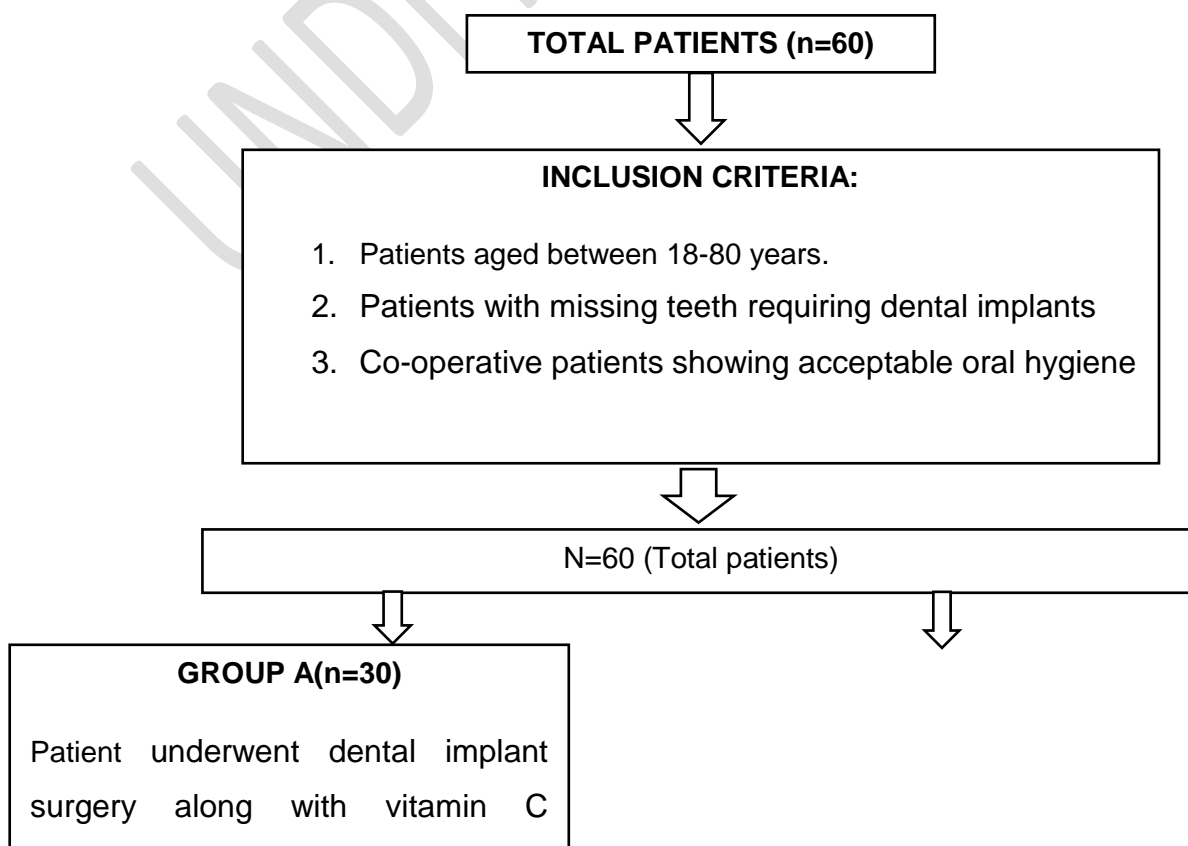 TOTAL PATIENTS (n=60)
INCLUSION CRITERIA:
1. Patients aged between 18-80 years.
2. Patients with missing teeth requiring dental implants
3. Co-operative patients showing acceptable oral hygiene
N=60 (Total patients)
GROUP A(n=30)
Patient underwent dental implant
surgery along with vitamin C